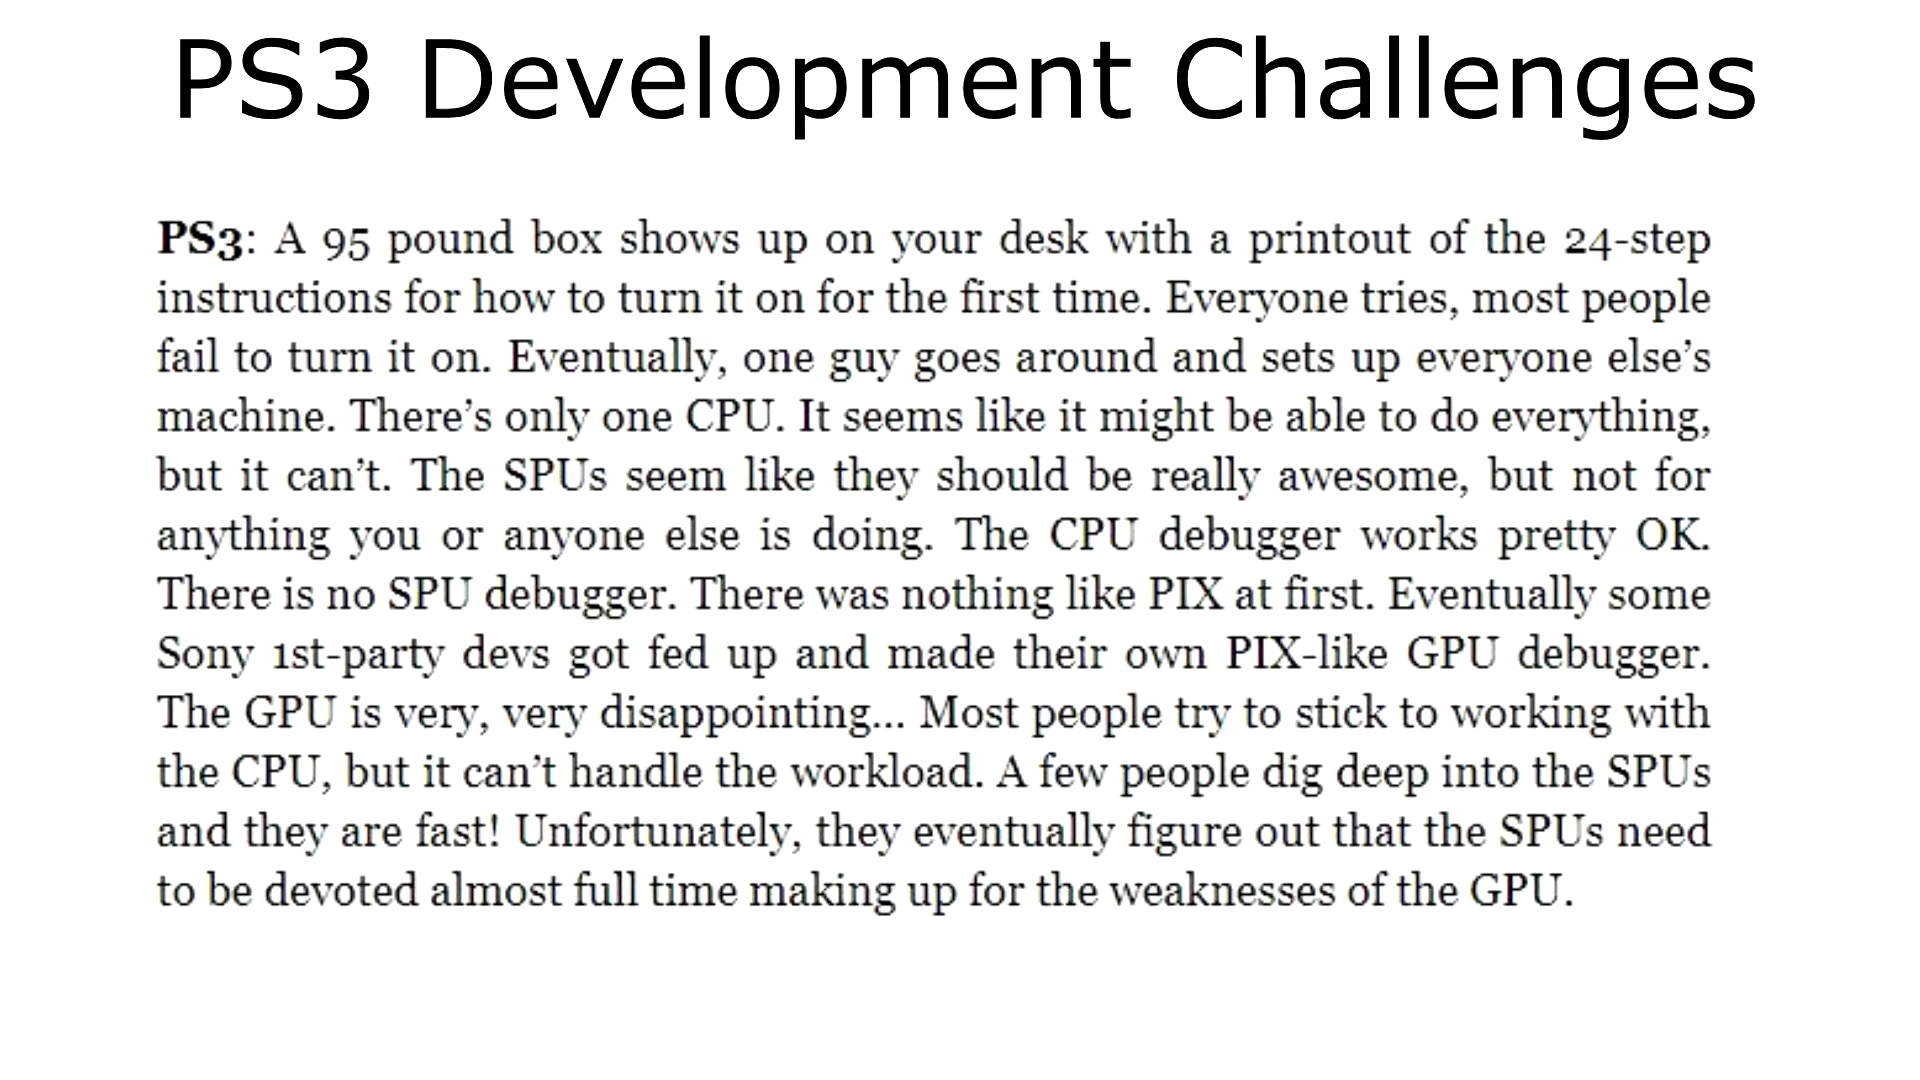 PS3 Development Challenges
PS3: A 95 pound box shows up on your desk with a printout of the 24-step
instructions for how to turn it on for the first time. Everyone tries, most people
fail to turn it on. Eventually, one guy goes around and sets up everyone else’s
machine. There’s only one CPU. It seems like it might be able to do everything,
but it can’t. The SPUs seem like they should be really awesome, but not for
anything you or anyone else is doing. The CPU debugger works pretty OK.
There is no SPU debugger. There was nothing like PIX at first. Eventually some
Sony 1st-party devs got fed up and made their own PIX-like GPU debugger.
The GPU is very, very disappointing... Most people try to stick to working with
the CPU, but it can’t handle the workload. A few people dig deep into the SPUs
and they are fast! Unfortunately, they eventually figure out that the SPUs need
to be devoted almost full time making up for the weaknesses of the GPU.